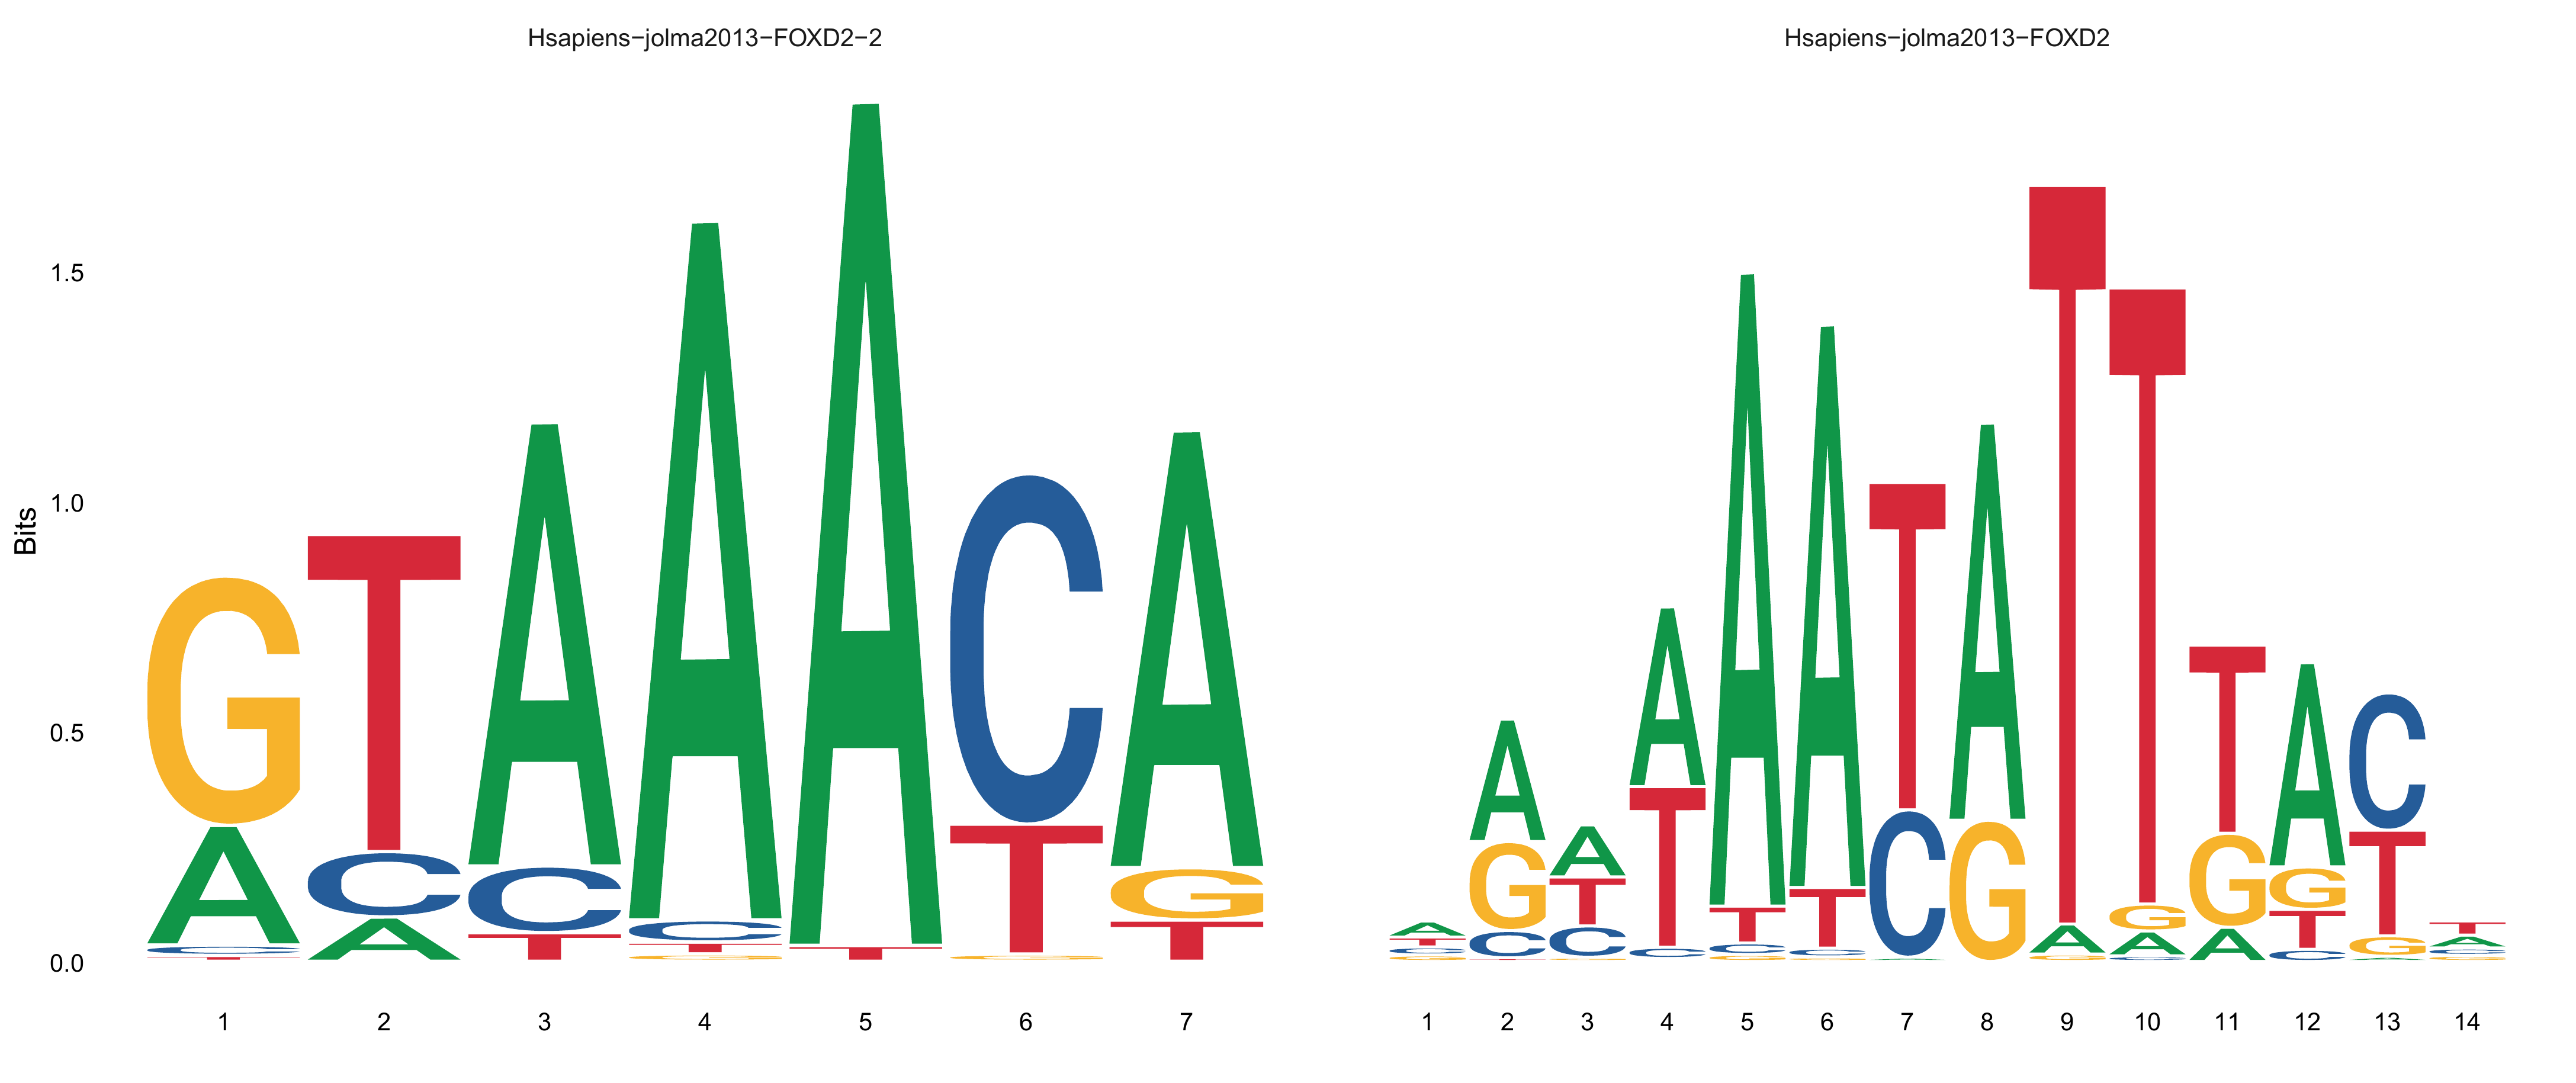 Hsapiens−jolma2013−FOXD2−2
Hsapiens−jolma2013−FOXD2
Bits
1.5
1.0
0.5
0.0
G T A A A C A
A C C C T T G
C A T T G T
T G
A A A A A A T A T T T A C T
T G T T T T C G A G G G T A
C C C C C C G A A T G C
G G G C A G
1 2 3 4 5 6 7
1 2 3 4 5 6 7 8 9 10 11 12 13 14